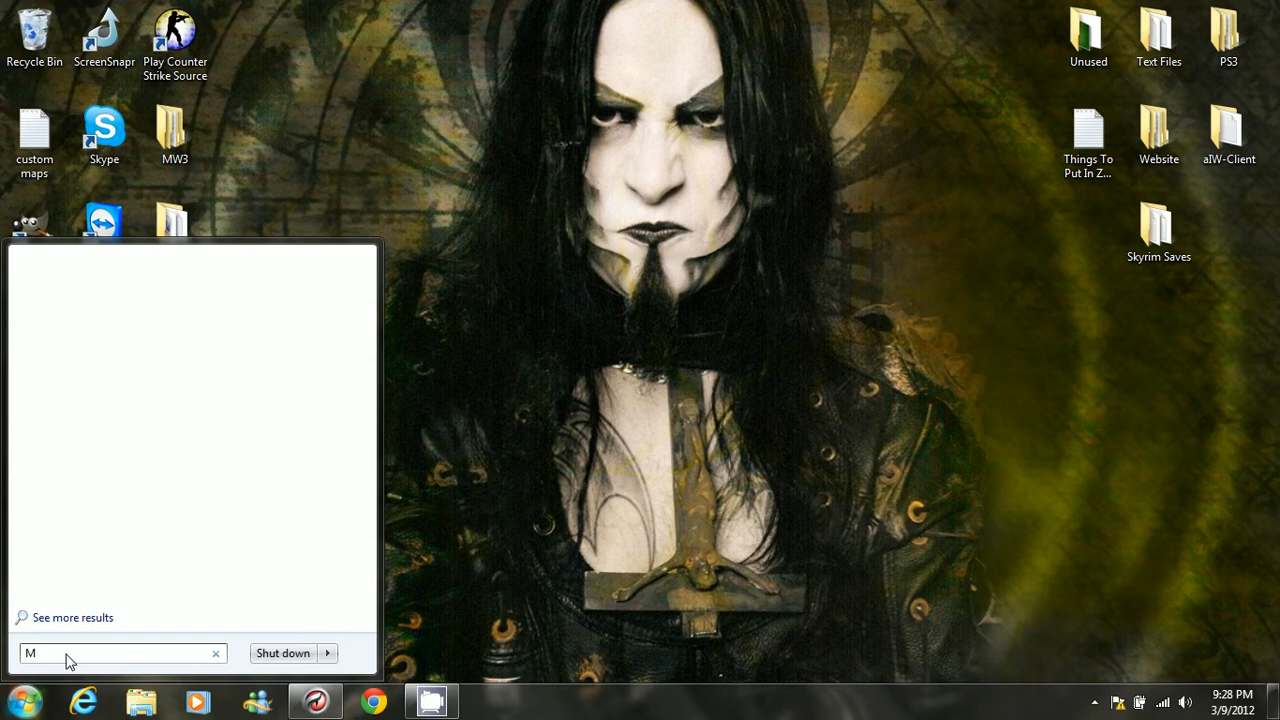 Recycle Bin
ScreenSnapr
Play Counter
Strike Source
custom
maps
Skype
MW3
Unused
Text Files
PS3
Things To
Put In Z...
Website
aIW-Client
Skyrim Saves
See more results
M
Shut down
9:28 PM
3/9/2012